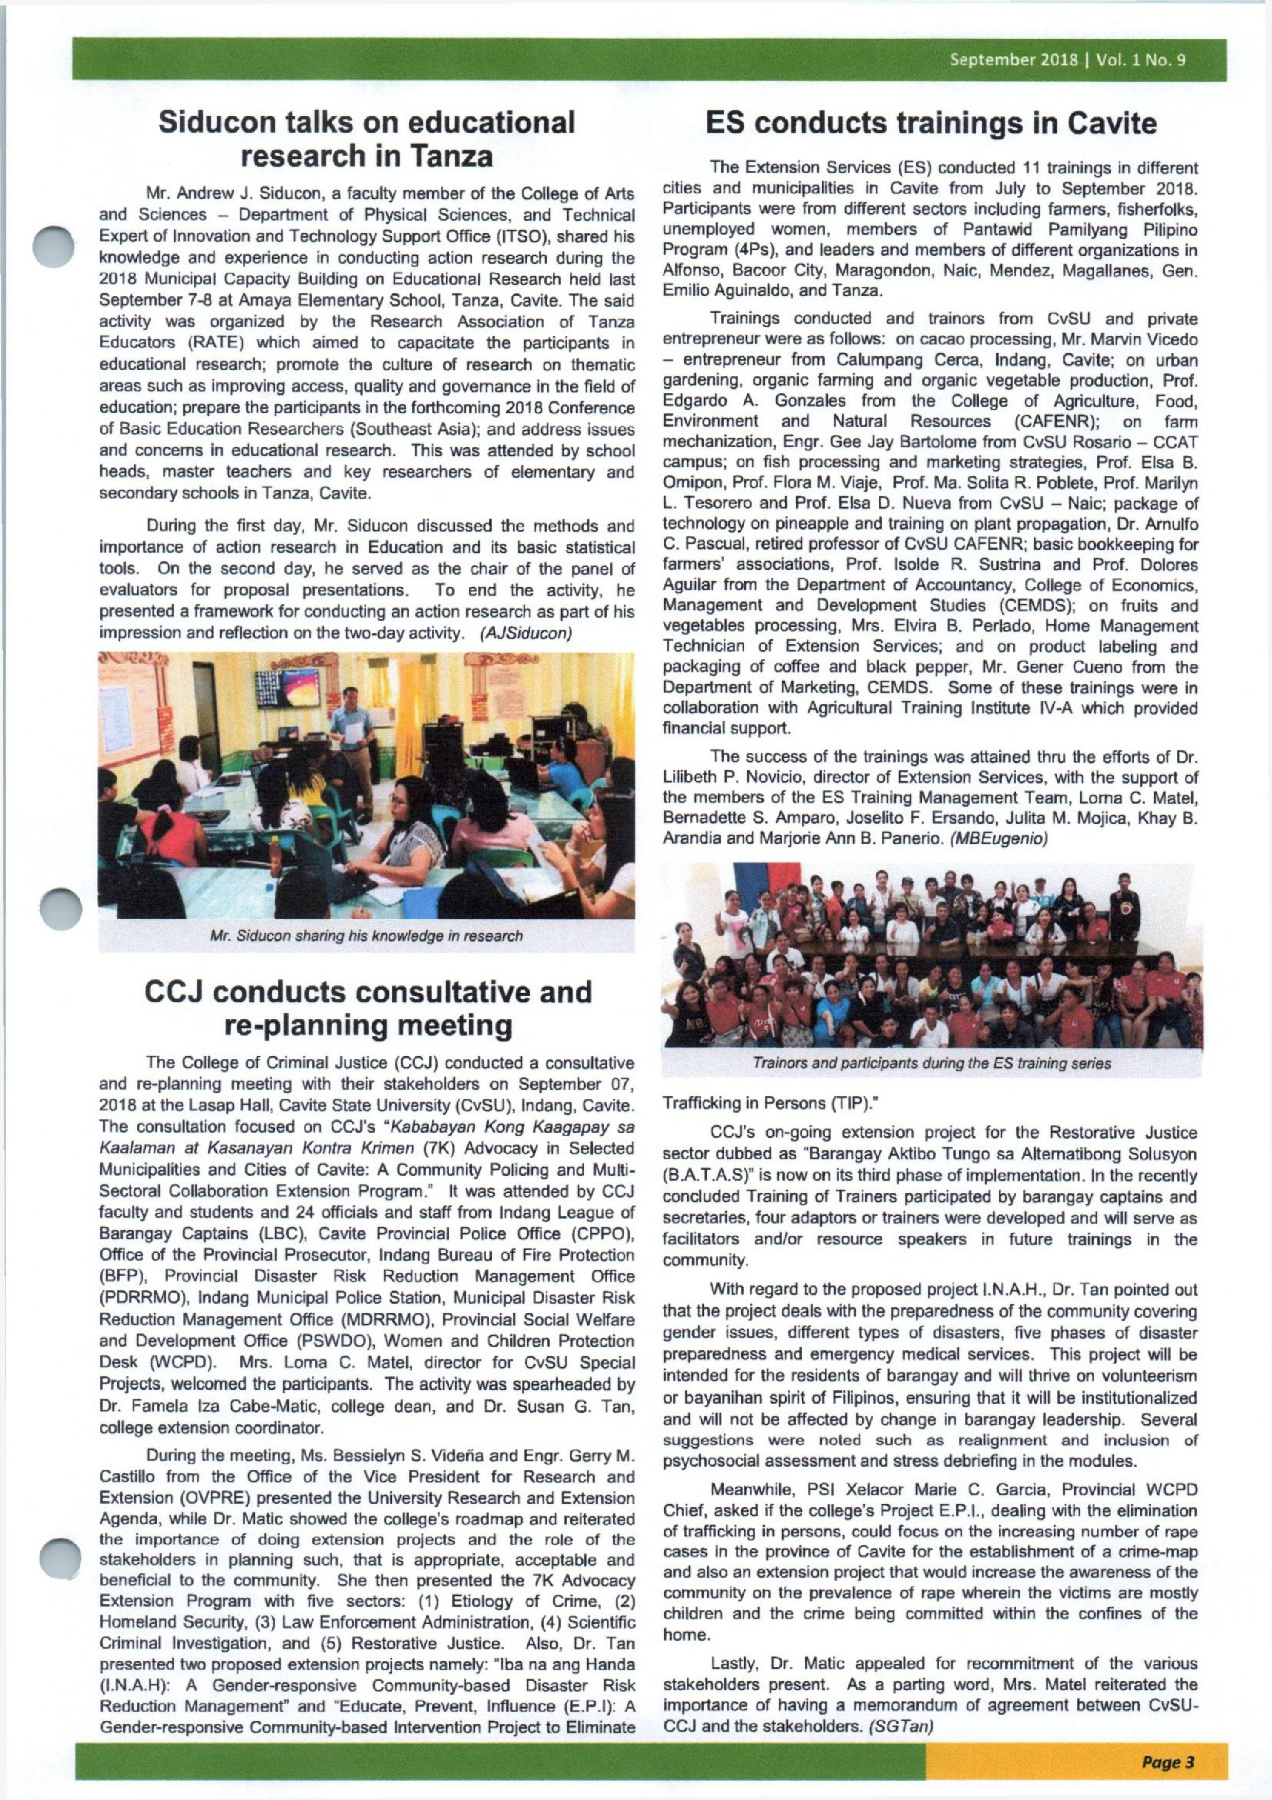 September 2018 | Vol. 1 No. 9
Siducon talks on educational
research in Tanza
Mr. Andrew J. Siducon, a faculty member of the College of Arts
and Sciences – Department of Physical Sciences, and Technical
Expert of Innovation and Technology Support Office (ITSO), shared his
knowledge and experience in conducting action research during the
2018 Municipal Capacity Building on Educational Research held last
September 7-8 at Amaya Elementary School, Tanza, Cavite. The said
activity was organized by the Research Association of Tanza
Educators (RATE) which aimed to capacitate the participants in
educational research; promote the culture of research on thematic
areas such as improving access, quality and governance in the field of
education; prepare the participants in the forthcoming 2018 Conference
of Basic Education Researchers (Southeast Asia); and address issues
and concerns in educational research. This was attended by school
heads, master teachers and key researchers of elementary and
secondary schools in Tanza, Cavite.
During the first day, Mr. Siducon discussed the methods and
importance of action research in Education and its basic statistical
tools. On the second day, he served as the chair of the panel of
evaluators for proposal presentations. To end the activity, he
presented a framework for conducting an action research as part of his
impression and reflection on the two-day activity. (AJSiducon)
Mr. Siducon sharing his knowledge in research
CCJ conducts consultative and
re-planning meeting
The College of Criminal Justice (CCJ) conducted a consultative
and re-planning meeting with their stakeholders on September 07,
2018 at the Lasap Hall, Cavite State University (CvSU), Indang, Cavite.
The consultation focused on CCJ's "Kababayan Kong Kaagapay sa
Kaalaman at Kasanayan Kontra Krimen (7K) Advocacy in Selected
Municipalities and Cities of Cavite: A Community Policing and Multi-
Sectoral Collaboration Extension Program." It was attended by CCJ
faculty and students and 24 officials and staff from Indang League of
Barangay Captains (LBC), Cavite Provincial Police Office (CPPO),
Office of the Provincial Prosecutor, Indang Bureau of Fire Protection
(BFP), Provincial Disaster Risk Reduction Management Office
(PDRRMO), Indang Municipal Police Station, Municipal Disaster Risk
Reduction Management Office (MDRRMO), Provincial Social Welfare
and Development Office (PSWDO), Women and Children Protection
Desk (WCPD). Mrs. Lorna C. Matel, director for CvSU Special
Projects, welcomed the participants. The activity was spearheaded by
Dr. Famela Iza Cabe-Matic, college dean, and Dr. Susan G. Tan,
college extension coordinator.
During the meeting, Ms. Bessielyn S. Videña and Engr. Gerry M.
Castillo from the Office of the Vice President for Research and
Extension (OVPRE) presented the University Research and Extension
Agenda, while Dr. Matic showed the college's roadmap and reiterated
the importance of doing extension projects and the role of the
stakeholders in planning such, that is appropriate, acceptable and
beneficial to the community. She then presented the 7K Advocacy
Extension Program with five sectors: (1) Etiology of Crime, (2)
Homeland Security, (3) Law Enforcement Administration, (4) Scientific
Criminal Investigation, and (5) Restorative Justice. Also, Dr. Tan
presented two proposed extension projects namely: "Iba na ang Handa
(I.N.A.H): A Gender-responsive Community-based Disaster Risk
Reduction Management" and "Educate, Prevent, Influence (E.P.I): A
Gender-responsive Community-based Intervention Project to Eliminate
ES conducts trainings in Cavite
The Extension Services (ES) conducted 11 trainings in different
cities and municipalities in Cavite from July to September 2018.
Participants were from different sectors including farmers, fisherfolks,
unemployed women, members of Pantawid Pamilyang Pilipino
Program (4Ps), and leaders and members of different organizations in
Alfonso, Bacoor City, Maragondon, Naic, Mendez, Magallanes, Gen.
Emilio Aguinaldo, and Tanza.
Trainings conducted and trainors from CvSU and private
entrepreneur were as follows: on cacao processing, Mr. Marvin Vicedo
– entrepreneur from Calumpang Cerca, Indang, Cavite; on urban
gardening, organic farming and organic vegetable production, Prof.
Edgardo A. Gonzales from the College of Agriculture, Food,
Environment and Natural Resources (CAFENR); on farm
mechanization, Engr. Gee Jay Bartolome from CvSU Rosario – CCAT
campus; on fish processing and marketing strategies, Prof. Elsa B.
Omipon, Prof. Flora M. Viaje, Prof. Ma. Solita R. Poblete, Prof. Marilyn
L. Tesorero and Prof. Elsa D. Nueva from CvSU – Naic; package of
technology on pineapple and training on plant propagation, Dr. Arnulfo
C. Pascual, retired professor of CvSU CAFENR; basic bookkeeping for
farmers' associations, Prof. Isolde R. Sustrina and Prof. Dolores
Aguilar from the Department of Accountancy, College of Economics,
Management and Development Studies (CEMDS); on fruits and
vegetables processing, Mrs. Elvira B. Perlado, Home Management
Technician of Extension Services; and on product labeling and
packaging of coffee and black pepper, Mr. Gener Cueno from the
Department of Marketing, CEMDS. Some of these trainings were in
collaboration with Agricultural Training Institute IV-A which provided
financial support.
The success of the trainings was attained thru the efforts of Dr.
Lilibeth P. Novicio, director of Extension Services, with the support of
the members of the ES Training Management Team, Lorna C. Matel,
Bernadette S. Amparo, Joselito F. Ersando, Julita M. Mojica, Khay B.
Arandia and Marjorie Ann B. Panerio. (MBEugenio)
Trainors and participants during the ES training series
Trafficking in Persons (TIP)."
CCJ's on-going extension project for the Restorative Justice
sector dubbed as "Barangay Aktibo Tungo sa Alternatibong Solusyon
(B.A.T.A.S)" is now on its third phase of implementation. In the recently
concluded Training of Trainers participated by barangay captains and
secretaries, four adaptors or trainers were developed and will serve as
facilitators and/or resource speakers in future trainings in the
community.
With regard to the proposed project I.N.A.H., Dr. Tan pointed out
that the project deals with the preparedness of the community covering
gender issues, different types of disasters, five phases of disaster
preparedness and emergency medical services. This project will be
intended for the residents of barangay and will thrive on volunteerism
or bayanihan spirit of Filipinos, ensuring that it will be institutionalized
and will not be affected by change in barangay leadership. Several
suggestions were noted such as realignment and inclusion of
psychosocial assessment and stress debriefing in the modules.
Meanwhile, PSI Xelacor Marie C. Garcia, Provincial WCPD
Chief, asked if the college's Project E.P.I., dealing with the elimination
of trafficking in persons, could focus on the increasing number of rape
cases in the province of Cavite for the establishment of a crime-map
and also an extension project that would increase the awareness of the
community on the prevalence of rape wherein the victims are mostly
children and the crime being committed within the confines of the
home.
Lastly, Dr. Matic appealed for recommitment of the various
stakeholders present. As a parting word, Mrs. Matel reiterated the
importance of having a memorandum of agreement between CvSU-
CCJ and the stakeholders. (SGTan)
Page 3